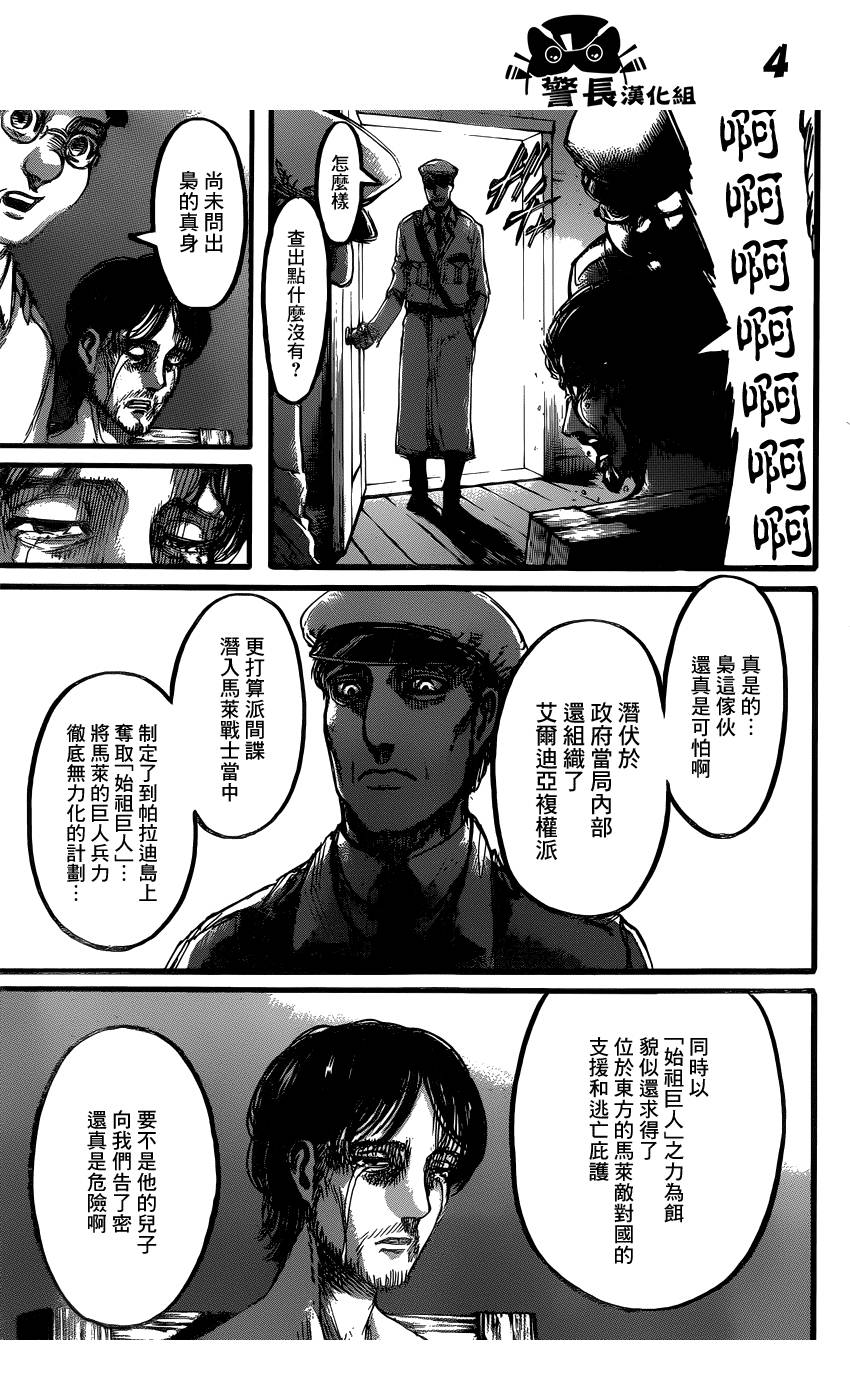 警長漢化組
4
啊啊啊啊啊啊啊
怎麼樣
查出點什麼沒有？
尚未問出
梟的真身
真是的…
梟這傢伙
還真是可怕啊
潛伏於
政府當局內部
還組織了
艾爾迪亞複權派
更打算派間諜
潛入馬萊戰士當中
制定了到帕拉迪島上
奪取「始祖巨人」…
將馬萊的巨人兵力
徹底無力化的計劃…
同時以
「始祖巨人」之力為餌
貌似還求得了
位於東方的馬萊敵對國的
支援和逃亡庇護
要不是他的兒子
向我們告了密
還真是危險啊